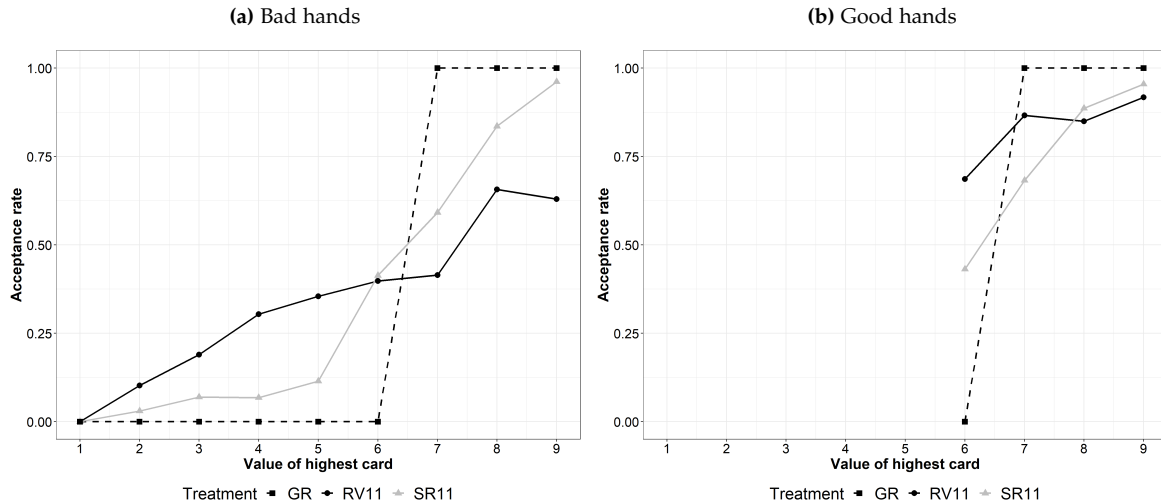 (a) Bad hands
1.00
0.75
0.50
0.25
0.00
Acceptance rate
1 2 3 4 5 6 7 8 9
Value of highest card
Treatment GR RV11 SR11
(b) Good hands
1.00
0.75
0.50
0.25
0.00
Acceptance rate
1 2 3 4 5 6 7 8 9
Value of highest card
Treatment GR RV11 SR11